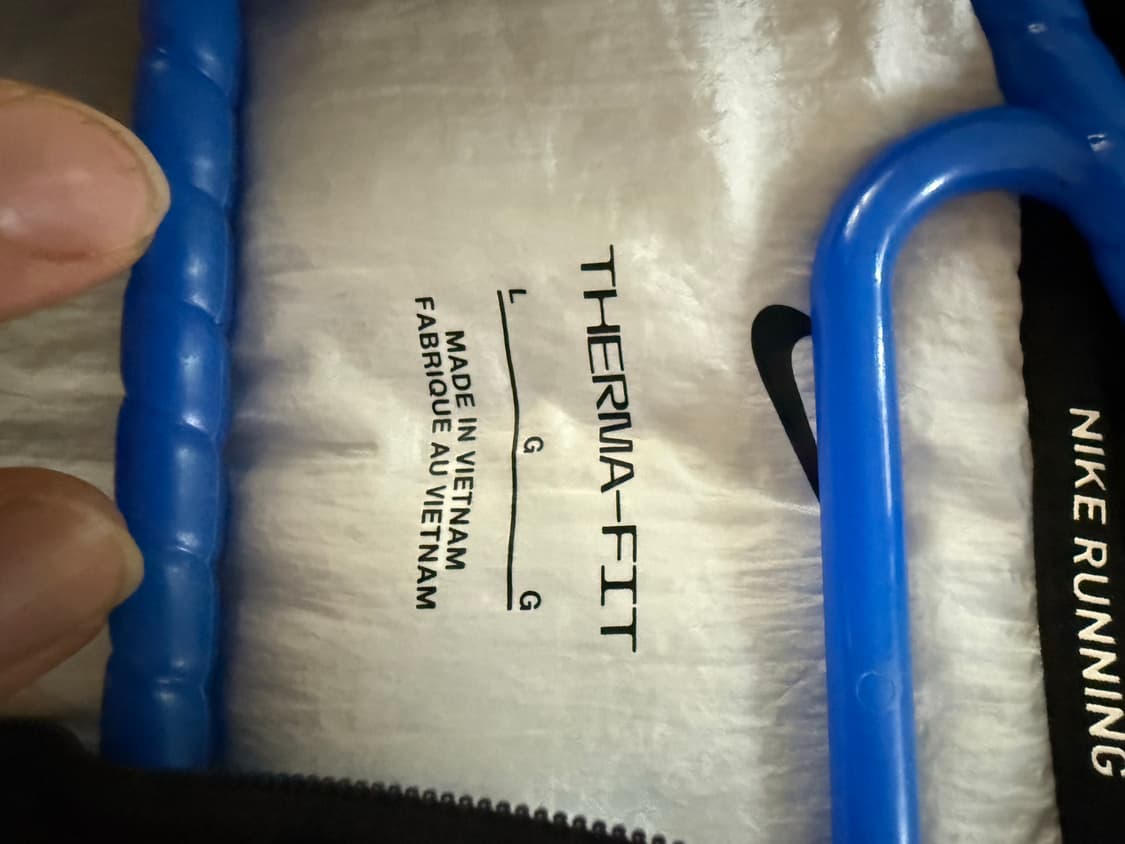 NIKE RUNNING
THERMA-FIT
L G G
MADE IN VIETNAM
FABRIQUE AU VIETNAM